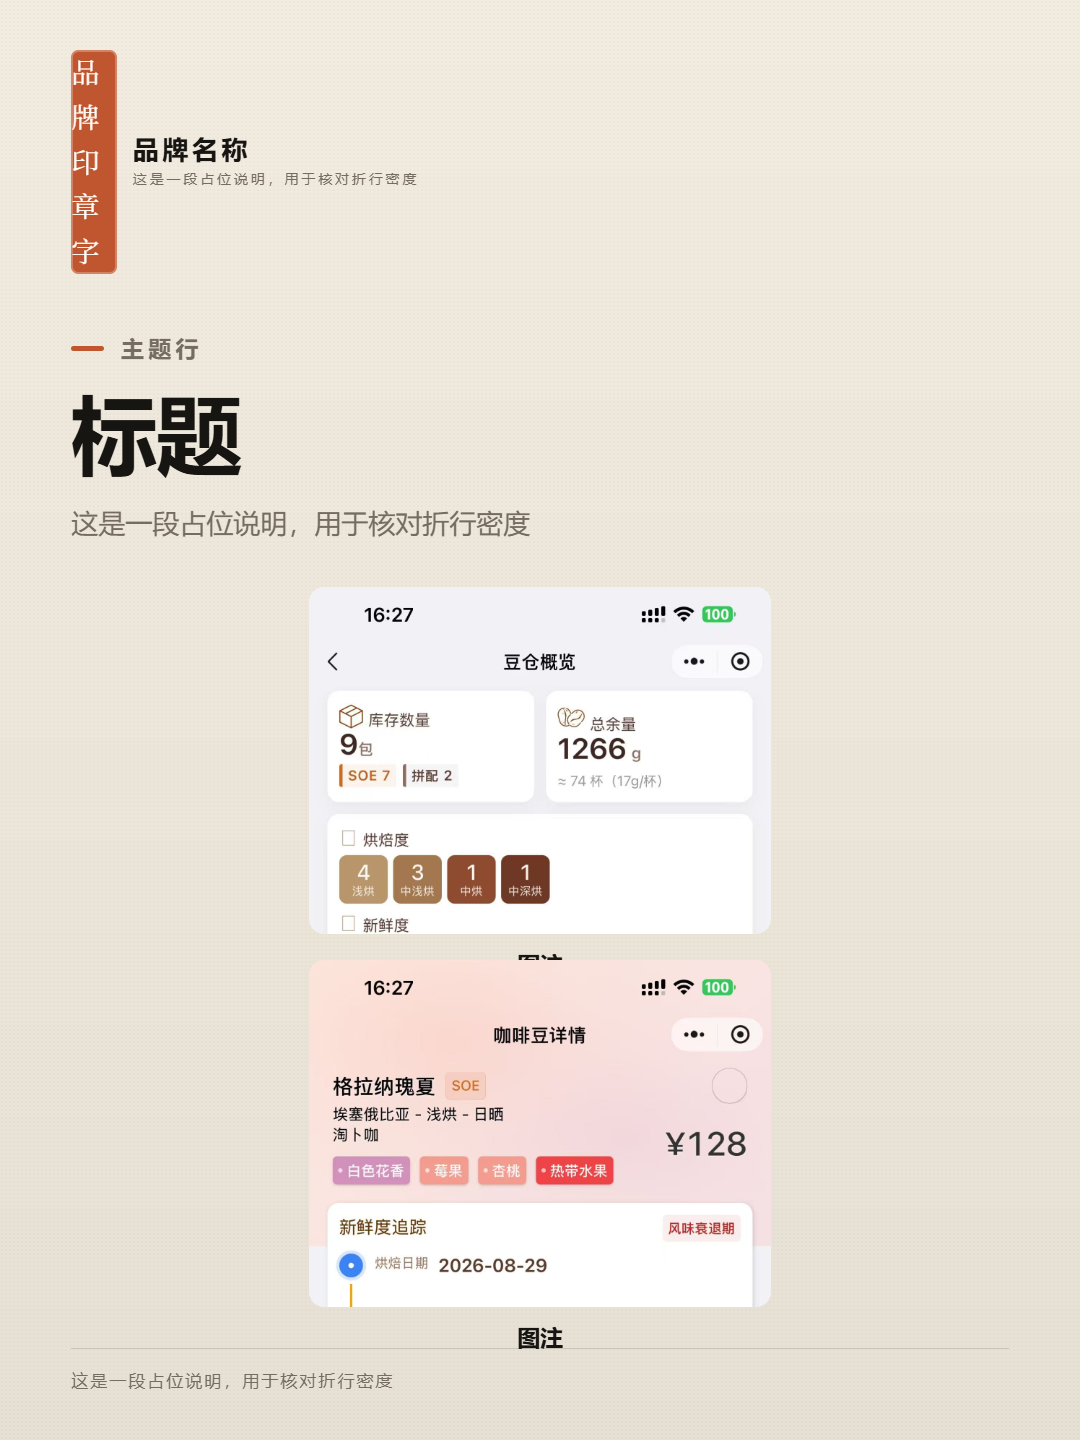 品
牌
印
章
字
品牌名称
这是一段占位说明，用于核对折行密度
主题行
标题
这是一段占位说明，用于核对折行密度
16:27
100
豆仓概览
库存数量
9包
SOE 7
拼配 2
总余量
1266 g
≈ 74 杯（17g/杯）
烘焙度
4
浅烘
3
中浅烘
1
中烘
1
中深烘
新鲜度
图注
16:27
100
咖啡豆详情
格拉纳瑰夏 SOE
埃塞俄比亚 - 浅烘 - 日晒
淘卜咖
¥128
白色花香
莓果
杏桃
热带水果
新鲜度追踪
风味衰退期
烘焙日期 2026-08-29
图注
这是一段占位说明，用于核对折行密度